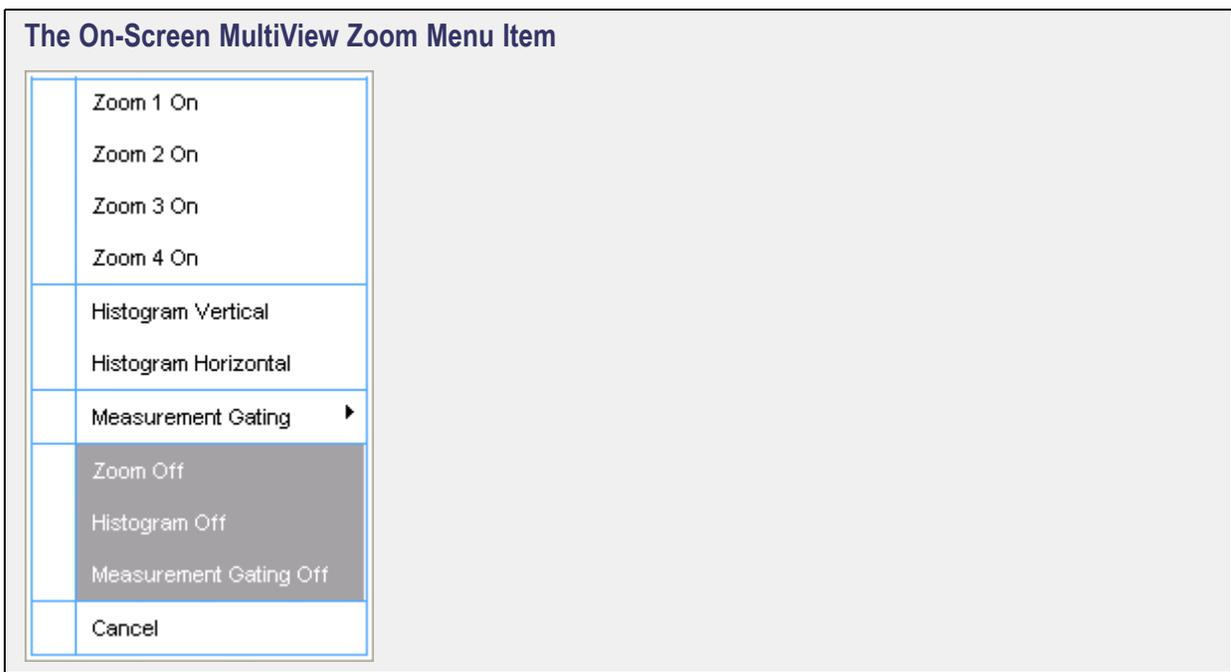 The On-Screen MultiView Zoom Menu Item
Zoom 1 On
Zoom 2 On
Zoom 3 On
Zoom 4 On
Histogram Vertical
Histogram Horizontal
Measurement Gating
Zoom Off
Histogram Off
Measurement Gating Off
Cancel